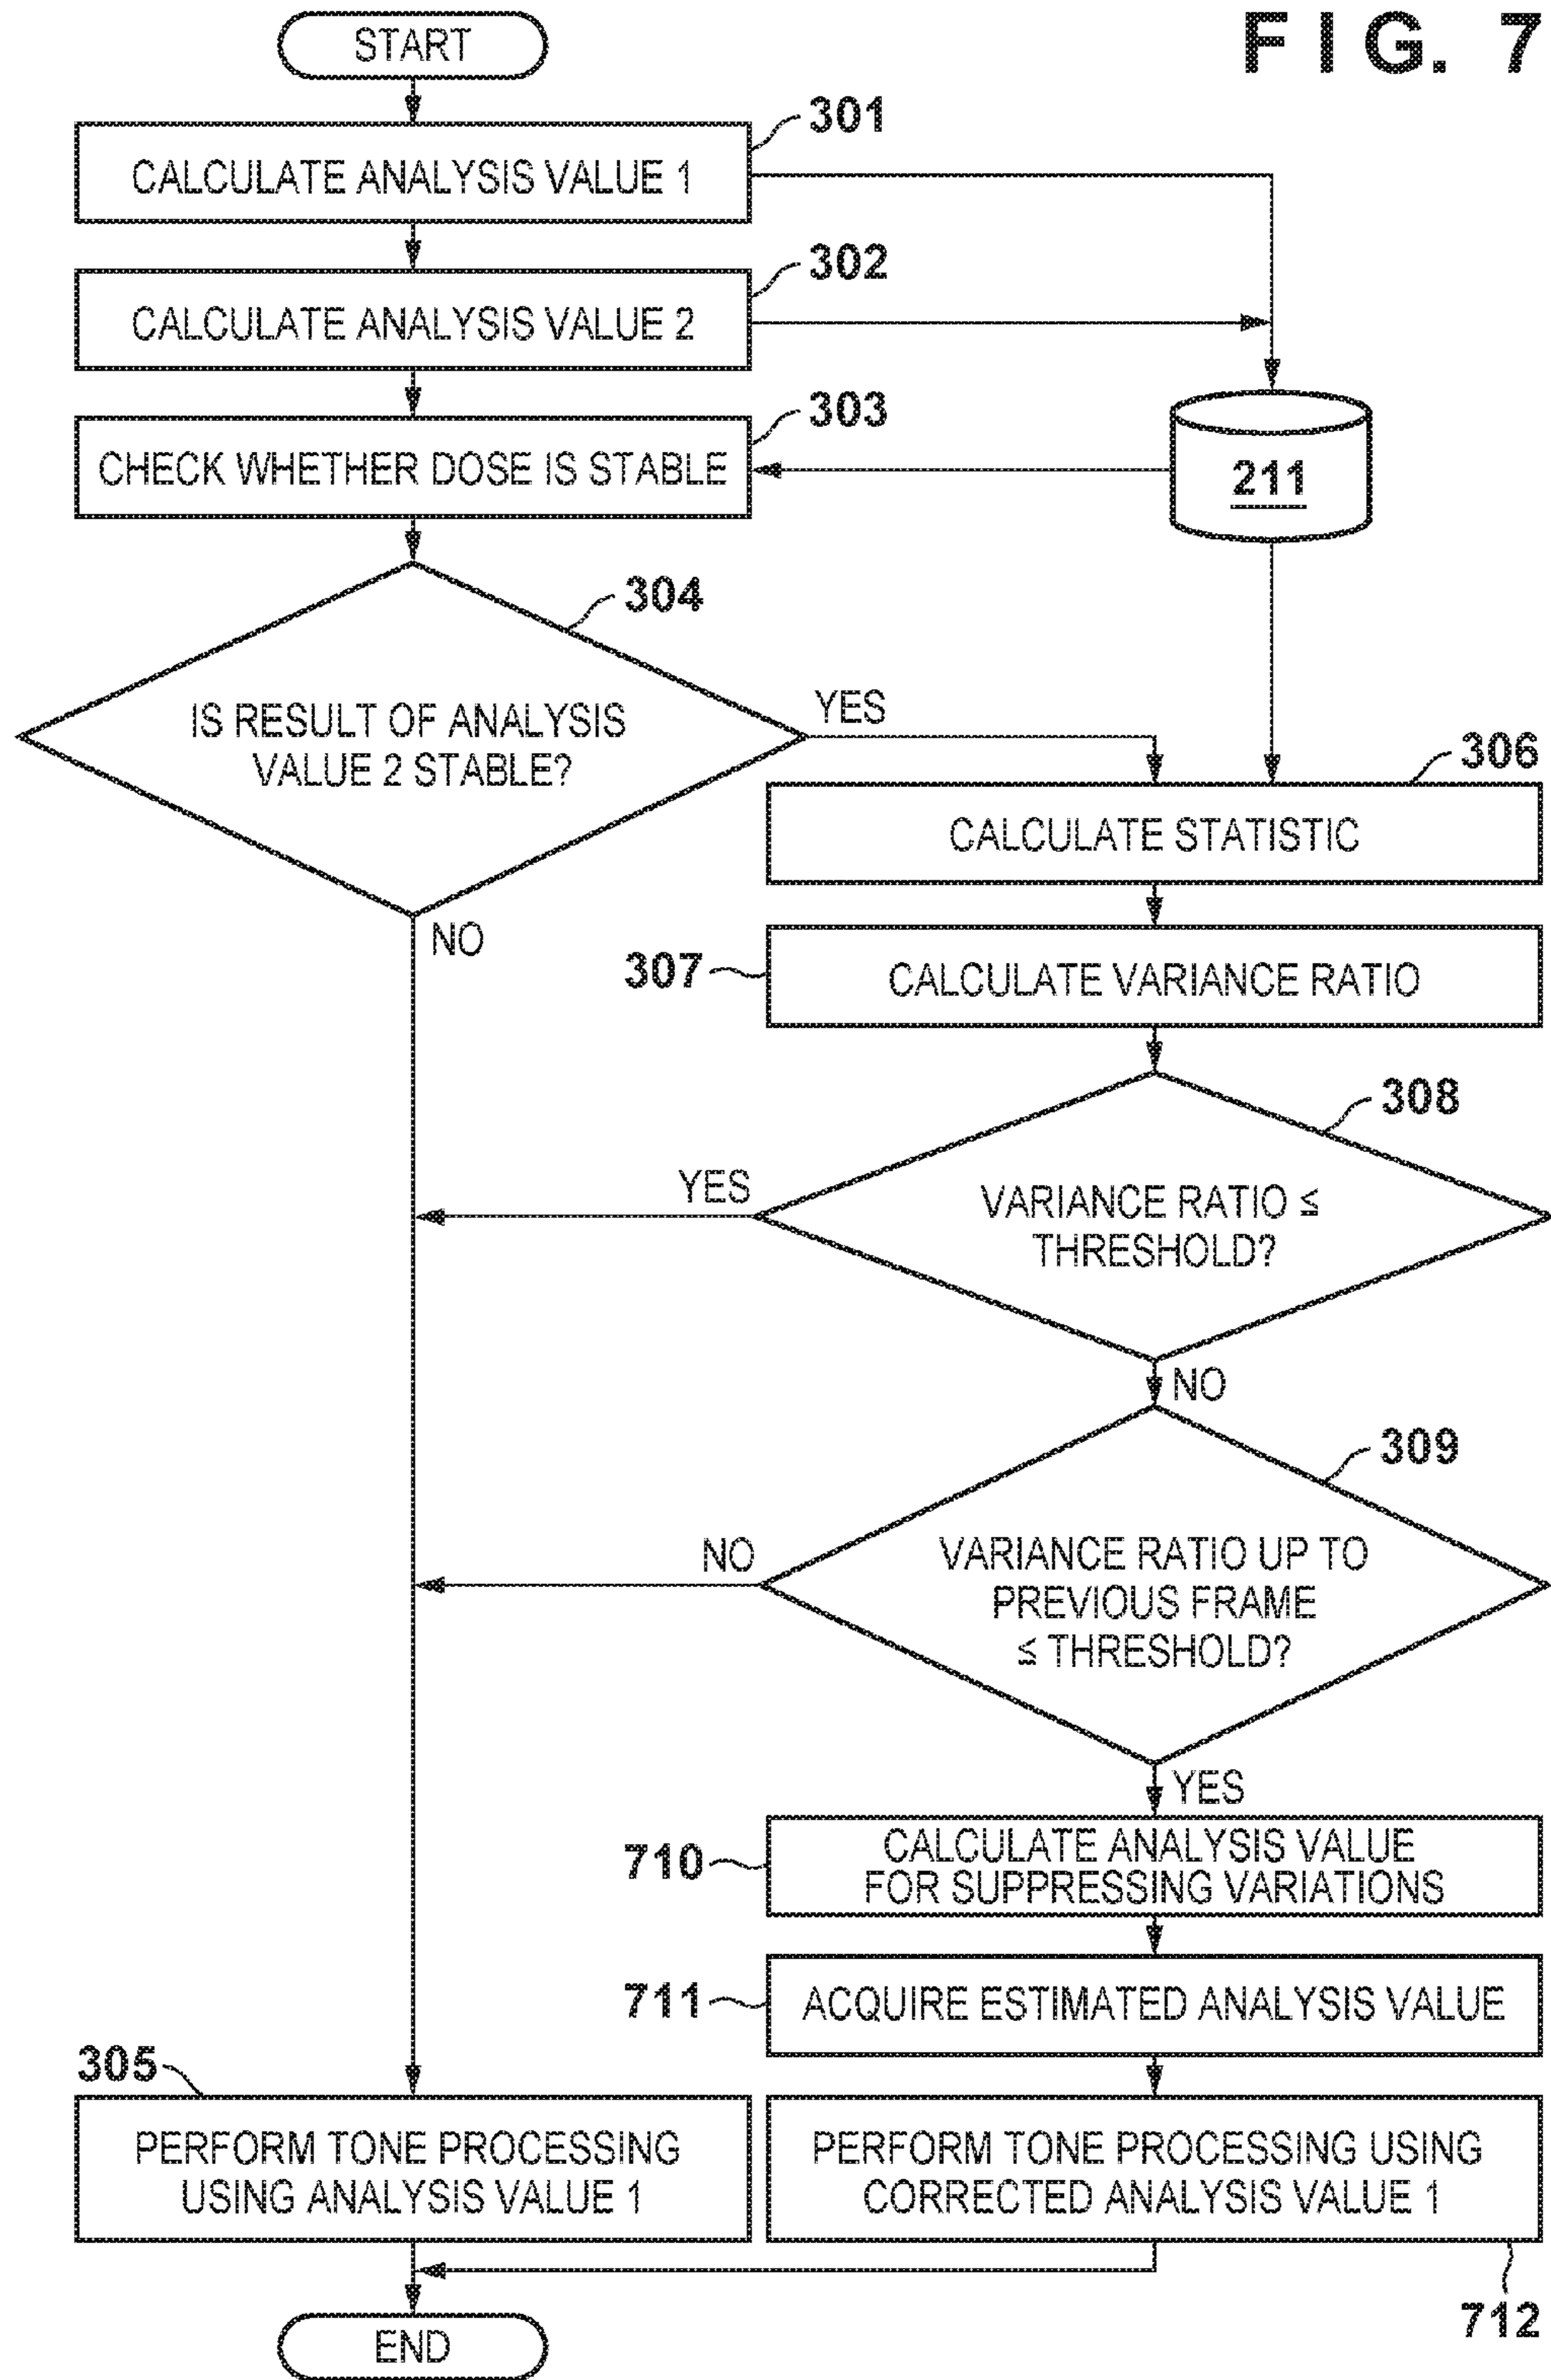 FIG. 7
START
301
CALCULATE ANALYSIS VALUE 1
302
CALCULATE ANALYSIS VALUE 2
303
CHECK WHETHER DOSE IS STABLE
211
304
IS RESULT OF ANALYSIS
VALUE 2 STABLE?
YES
NO
306
CALCULATE STATISTIC
307
CALCULATE VARIANCE RATIO
308
VARIANCE RATIO ≤
THRESHOLD?
YES
NO
309
VARIANCE RATIO UP TO
PREVIOUS FRAME
≤ THRESHOLD?
NO
YES
710
CALCULATE ANALYSIS VALUE
FOR SUPPRESSING VARIATIONS
711
ACQUIRE ESTIMATED ANALYSIS VALUE
305
PERFORM TONE PROCESSING
USING ANALYSIS VALUE 1
PERFORM TONE PROCESSING USING
CORRECTED ANALYSIS VALUE 1
712
END